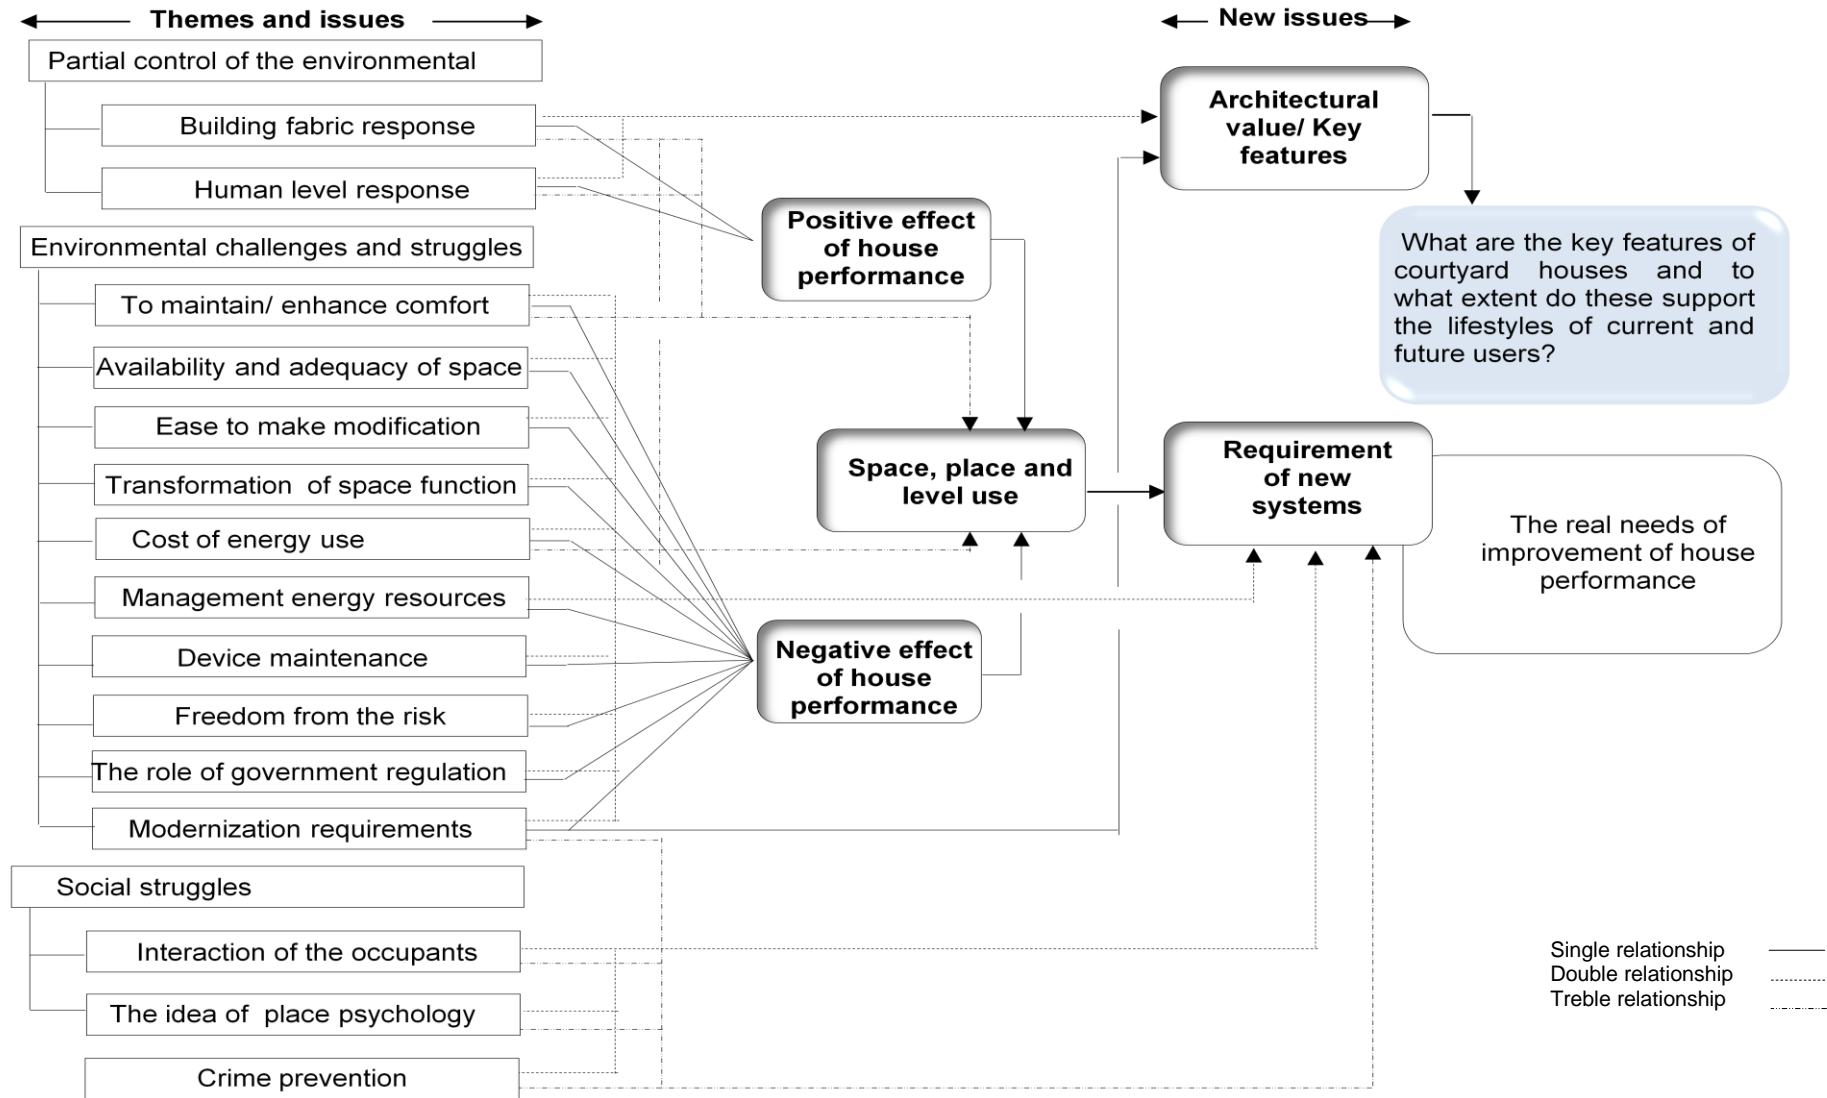 Themes and issues
Partial control of the environmental
Building fabric response
Human level response
Environmental challenges and struggles
To maintain/ enhance comfort
Availability and adequacy of space
Ease to make modification
Transformation of space function
Cost of energy use
Management energy resources
Device maintenance
Freedom from the risk
The role of government regulation
Modernization requirements
Social struggles
Interaction of the occupants
The idea of place psychology
Crime prevention
Positive effect
of house
performance
Space, place and
level use
Negative effect
of house
performance
New issues
Architectural
value/ Key
features
What are the key features of
courtyard houses and to
what extent do these support
the lifestyles of current and
future users?
Requirement
of new
systems
The real needs of
improvement of house
performance
Single relationship
Double relationship
Treble relationship